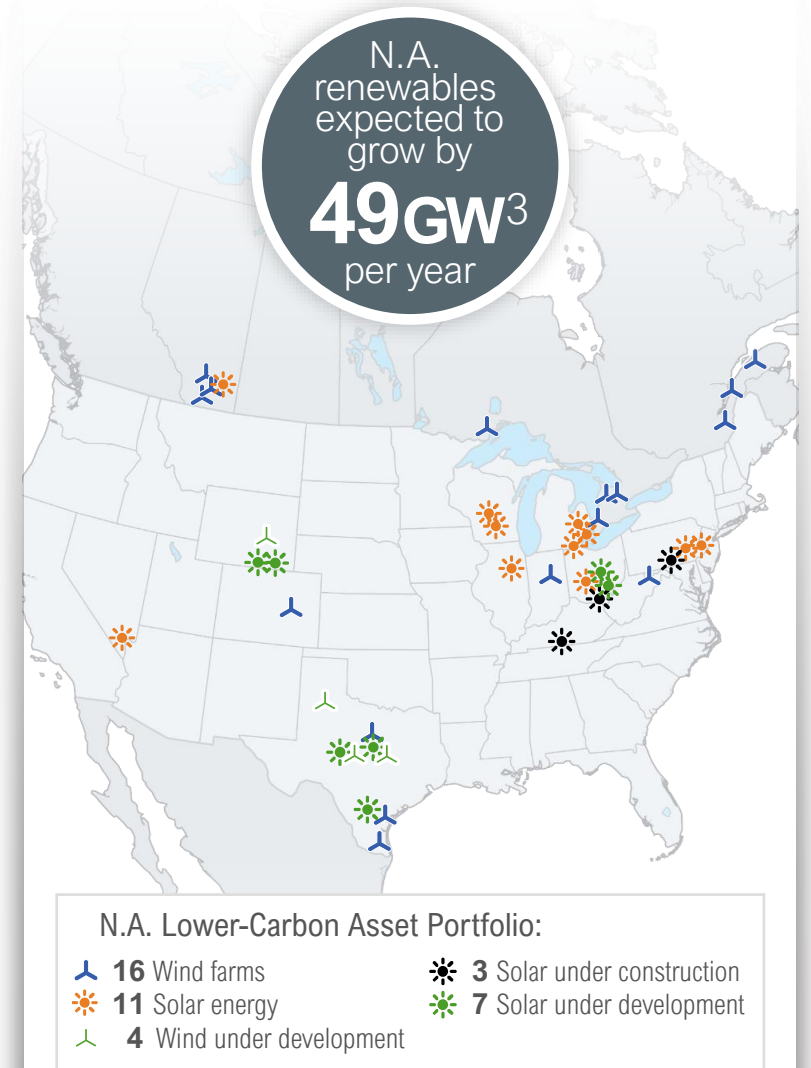 N.A.
renewables
expected to
grow by
49GW3
per year
N.A. Lower-Carbon Asset Portfolio:
16 Wind farms
11 Solar energy
4 Wind under development
3 Solar under construction
7 Solar under development